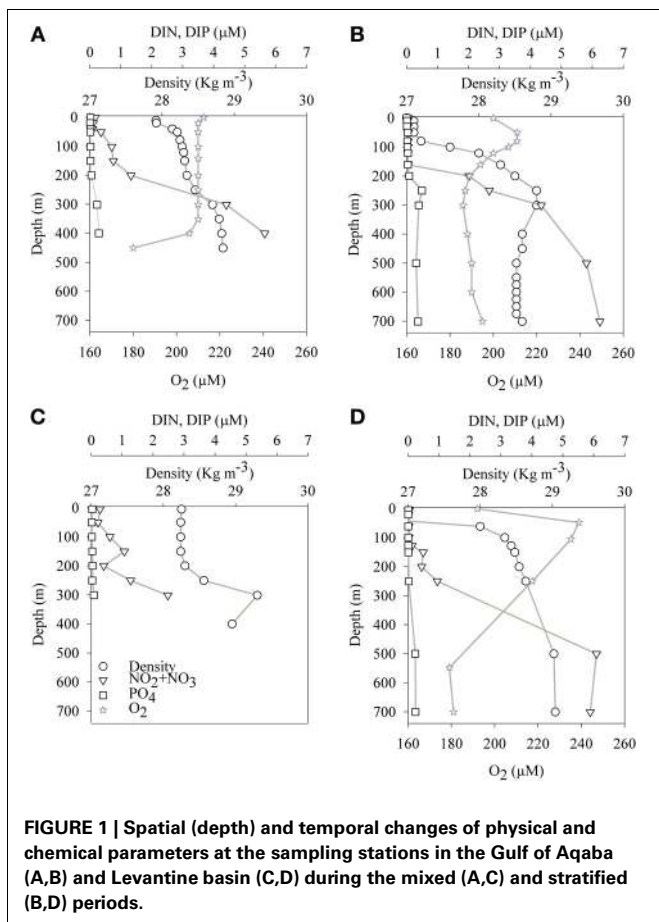 A
DIN, DIP (μM)
0 1 2 3 4 5 6 7
Density (Kg m-3)
27 28 29 30
0
100
200
300
400
500
600
700
Depth (m)
160 180 200 220 240 260
O2 (μM)
B
DIN, DIP (μM)
0 1 2 3 4 5 6 7
Density (Kg m-3)
27 28 29 30
0
100
200
300
400
500
600
700
Depth (m)
160 180 200 220 240 260
O2 (μM)
C
DIN, DIP (μM)
0 1 2 3 4 5 6 7
Density (Kg m-3)
27 28 29 30
0
100
200
300
400
500
600
700
Depth (m)
Density
NO2+NO3
PO4
O2
D
DIN, DIP (μM)
0 1 2 3 4 5 6 7
Density (Kg m-3)
27 28 29 30
0
100
200
300
400
500
600
700
Depth (m)
160 180 200 220 240 260
O2 (μM)
FIGURE 1 | Spatial (depth) and temporal changes of physical and
chemical parameters at the sampling stations in the Gulf of Aqaba
(A,B) and Levantine basin (C,D) during the mixed (A,C) and stratified
(B,D) periods.